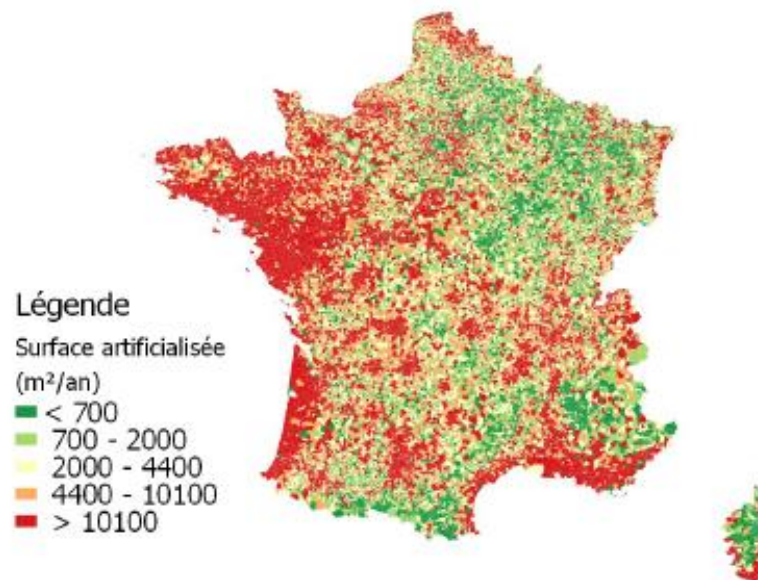 Légende
Surface artificialisée
(m²/an)
< 700
700 - 2000
2000 - 4400
4400 - 10100
> 10100